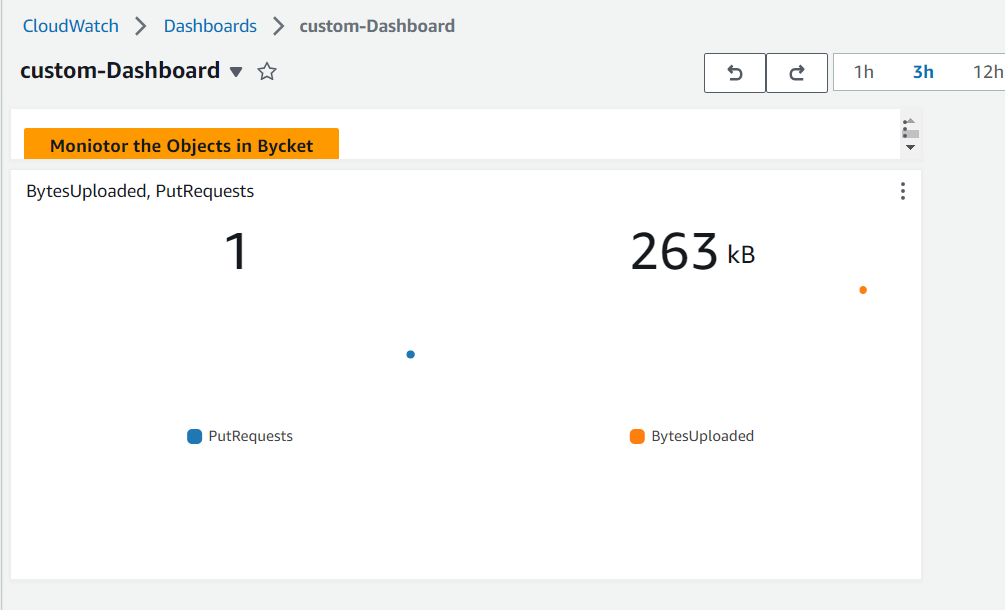 CloudWatch > Dashboards > custom-Dashboard
custom-Dashboard
1h 3h 12h
Moniotor the Objects in Bycket
BytesUploaded, PutRequests
1 263 kB
PutRequests BytesUploaded